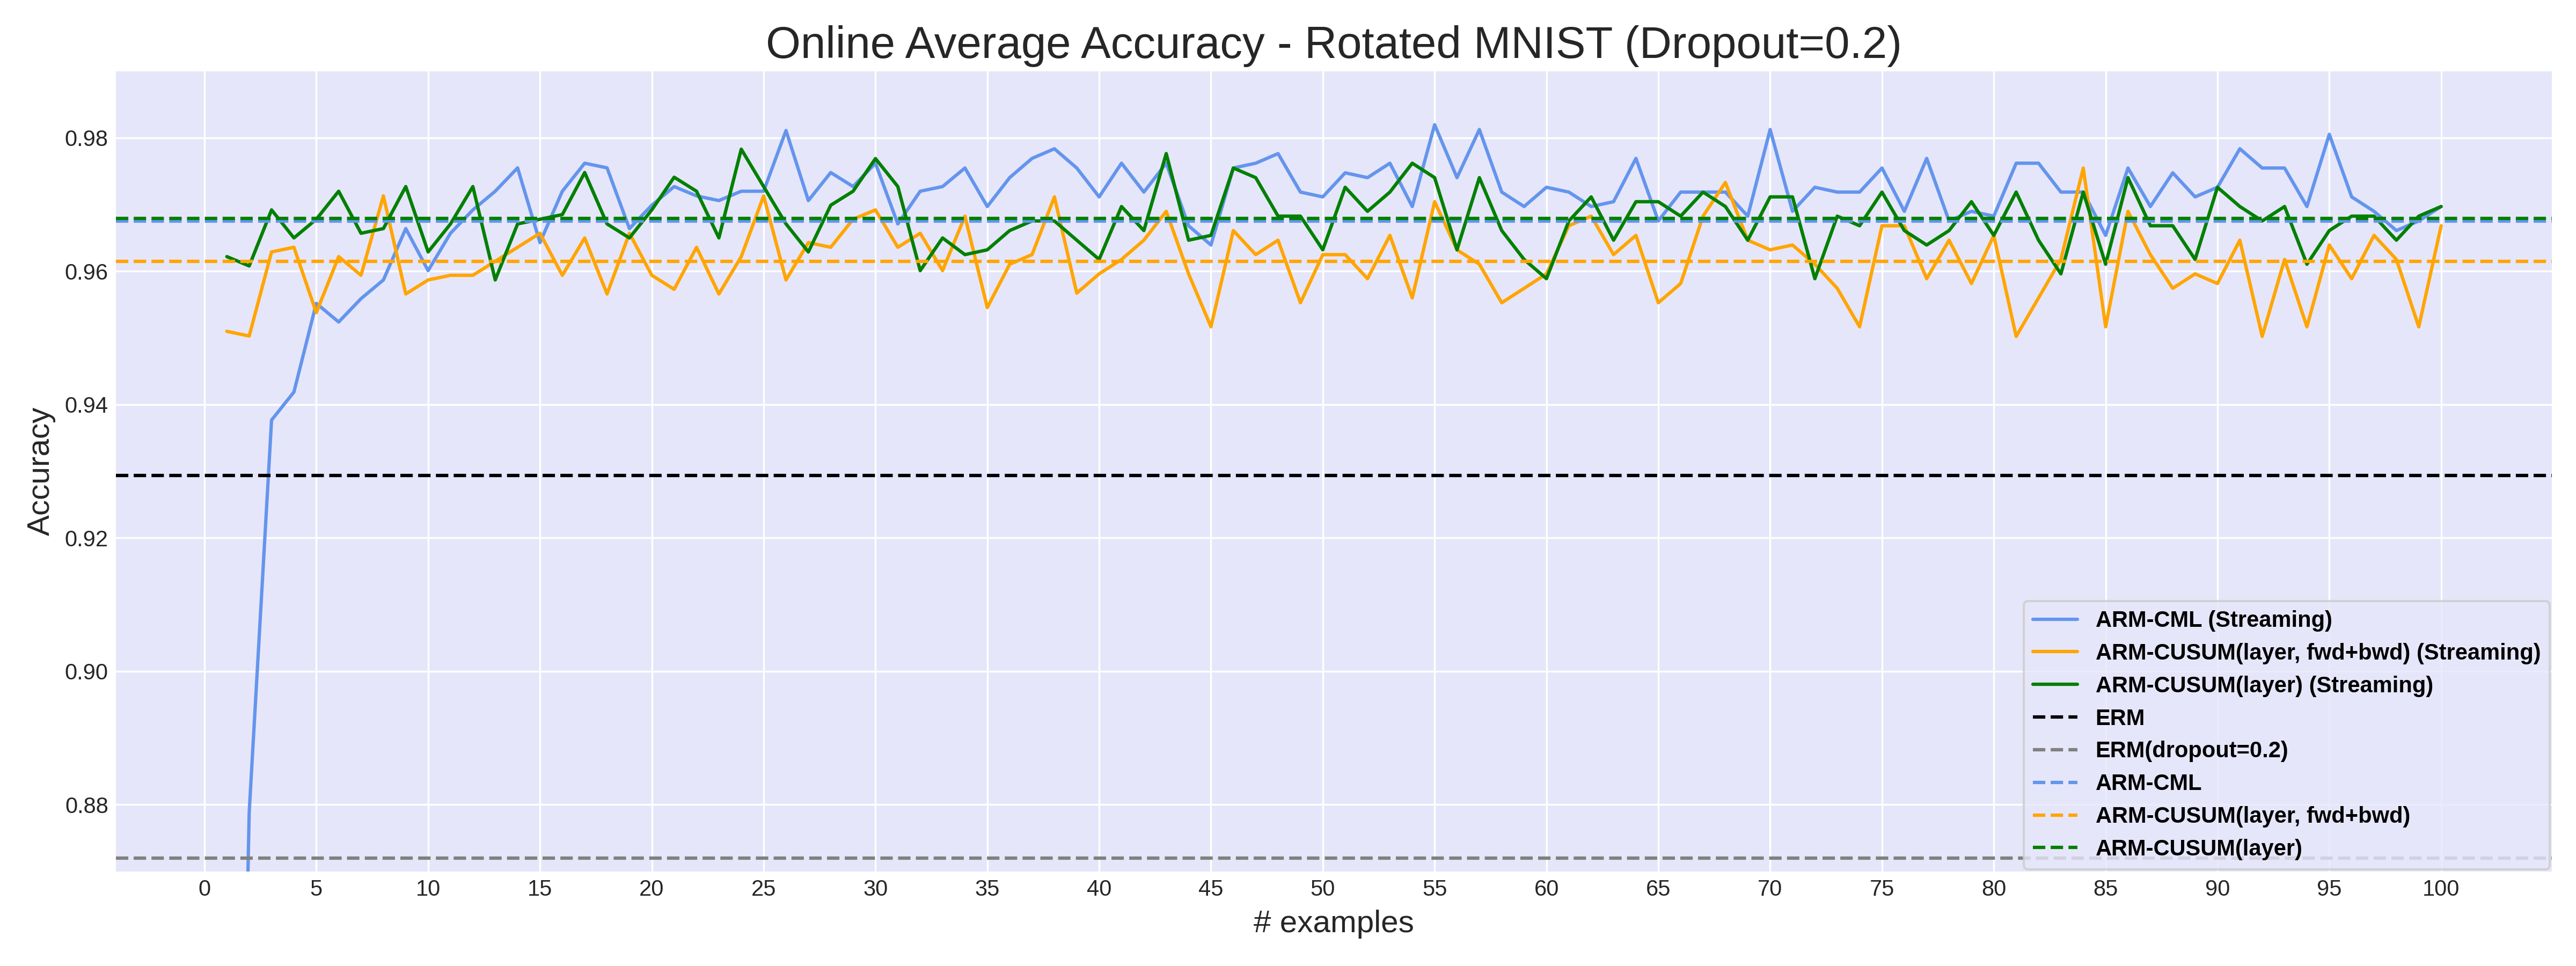 Online Average Accuracy - Rotated MNIST (Dropout=0.2)
Accuracy
0.98
0.96
0.94
0.92
0.90
0.88
ARM-CML (Streaming)
ARM-CUSUM(layer, fwd+bwd) (Streaming)
ARM-CUSUM(layer) (Streaming)
ERM
ERM(dropout=0.2)
ARM-CML
ARM-CUSUM(layer, fwd+bwd)
ARM-CUSUM(layer)
0 5 10 15 20 25 30 35 40 45 50 55 60 65 70 75 80 85 90 95 100
# examples